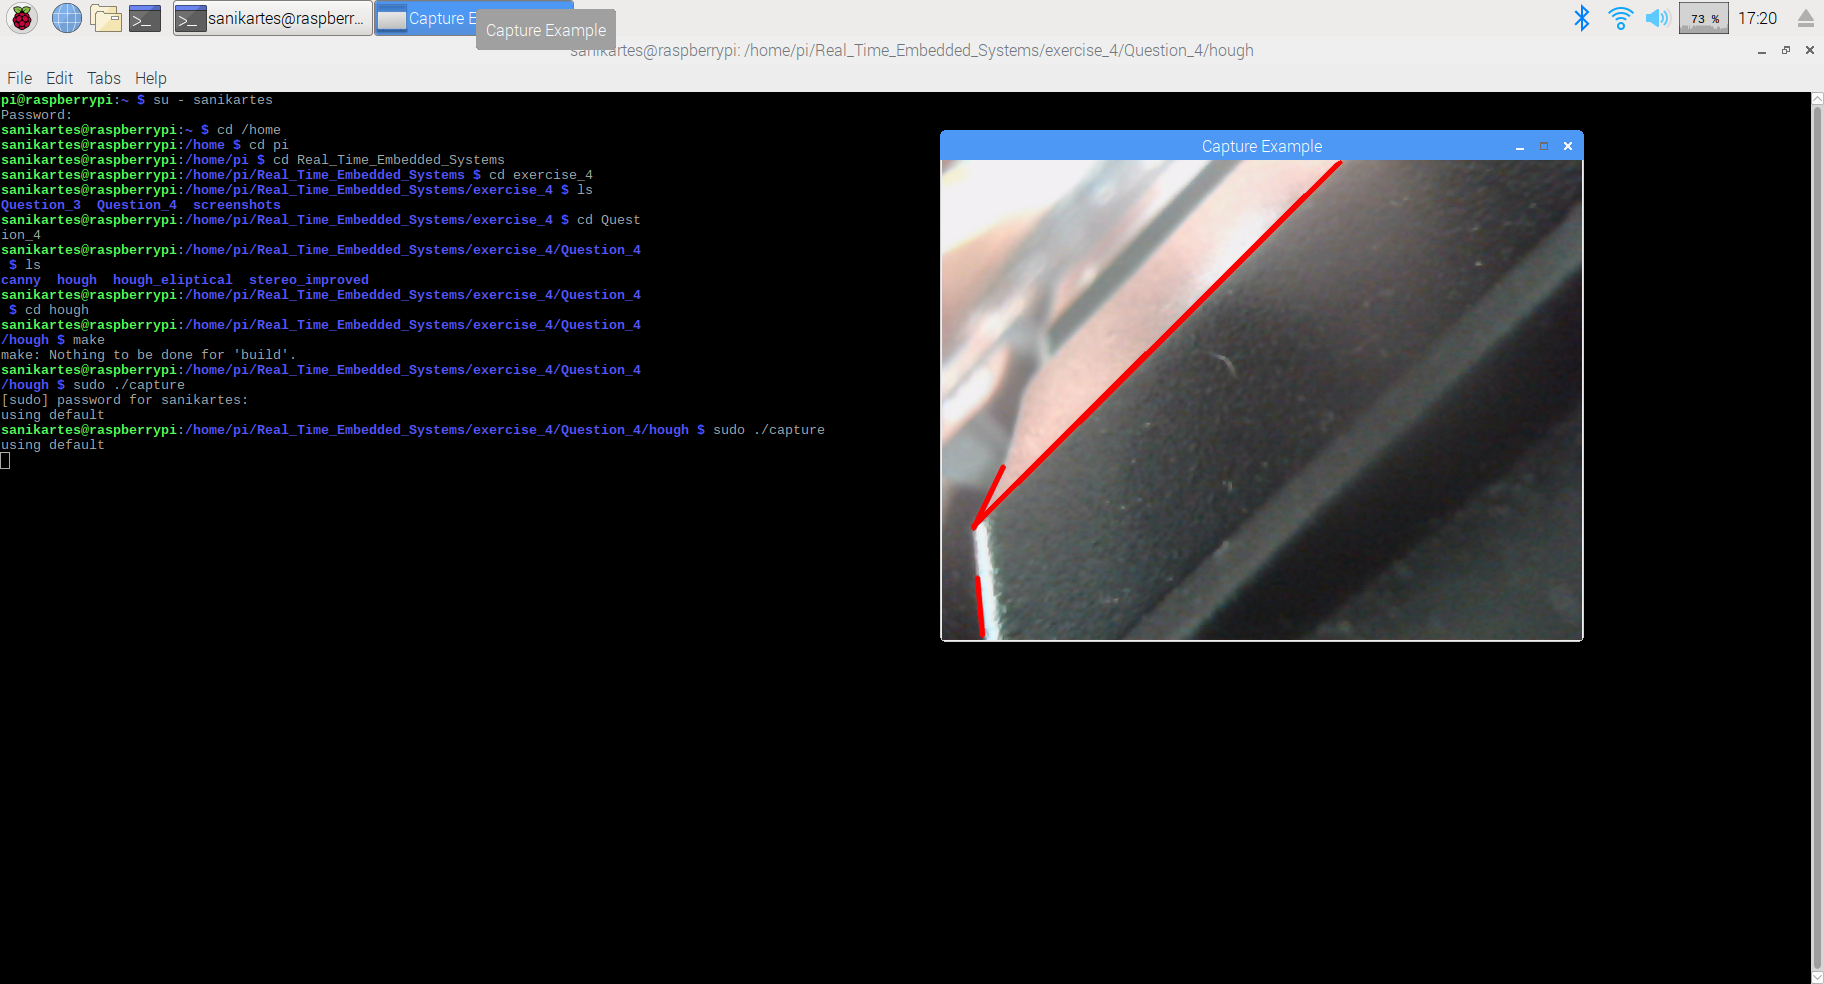 sanikartes@raspberr...
Capture E
Capture Example
73 %
17:20
sanikartes@raspberrypi: /home/pi/Real_Time_Embedded_Systems/exercise_4/Question_4/hough
File Edit Tabs Help
pi@raspberrypi:~ $ su - sanikartes
Password:
sanikartes@raspberrypi:~ $ cd /home
sanikartes@raspberrypi:/home $ cd pi
sanikartes@raspberrypi:/home/pi $ cd Real_Time_Embedded_Systems
sanikartes@raspberrypi:/home/pi/Real_Time_Embedded_Systems $ cd exercise_4
sanikartes@raspberrypi:/home/pi/Real_Time_Embedded_Systems/exercise_4 $ ls
Question_3  Question_4  screenshots
sanikartes@raspberrypi:/home/pi/Real_Time_Embedded_Systems/exercise_4 $ cd Quest
ion_4
sanikartes@raspberrypi:/home/pi/Real_Time_Embedded_Systems/exercise_4/Question_4
 $ ls
canny  hough  hough_eliptical  stereo_improved
sanikartes@raspberrypi:/home/pi/Real_Time_Embedded_Systems/exercise_4/Question_4
 $ cd hough
sanikartes@raspberrypi:/home/pi/Real_Time_Embedded_Systems/exercise_4/Question_4
/hough $ make
make: Nothing to be done for 'build'.
sanikartes@raspberrypi:/home/pi/Real_Time_Embedded_Systems/exercise_4/Question_4
/hough $ sudo ./capture
[sudo] password for sanikartes:
using default
sanikartes@raspberrypi:/home/pi/Real_Time_Embedded_Systems/exercise_4/Question_4/hough $ sudo ./capture
using default
Capture Example